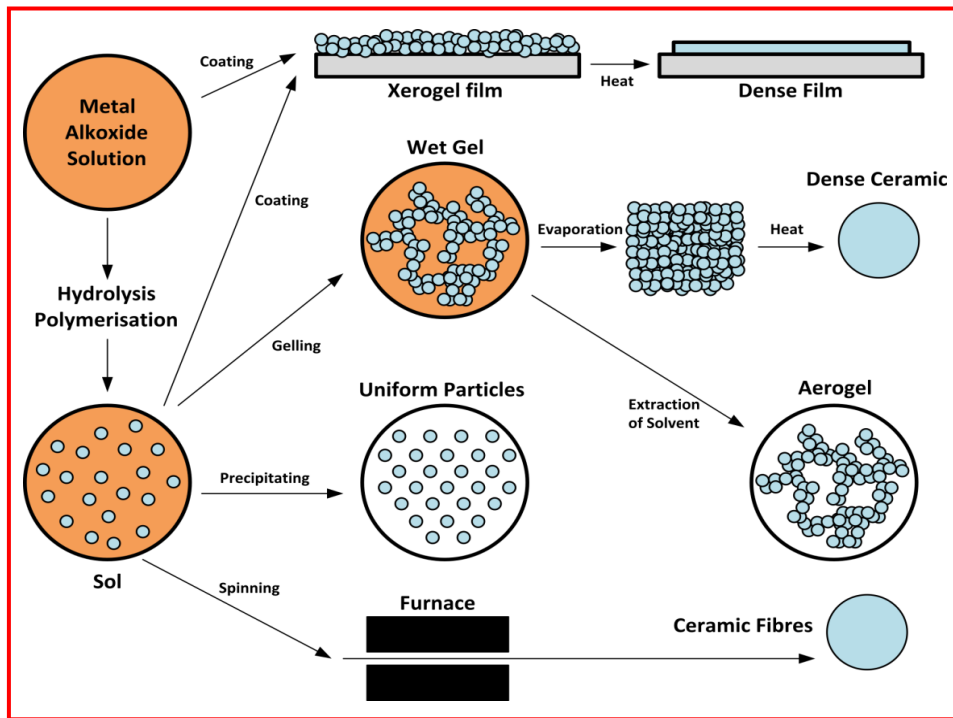 Coating
Xerogel film
Heat
Dense Film
Metal
Alkoxide
Solution
Coating
Wet Gel
Evaporation
Heat
Dense Ceramic
Hydrolysis
Polymerisation
Gelling
Extraction
of Solvent
Uniform Particles
Aerogel
Precipitating
Sol
Spinning
Furnace
Ceramic Fibres